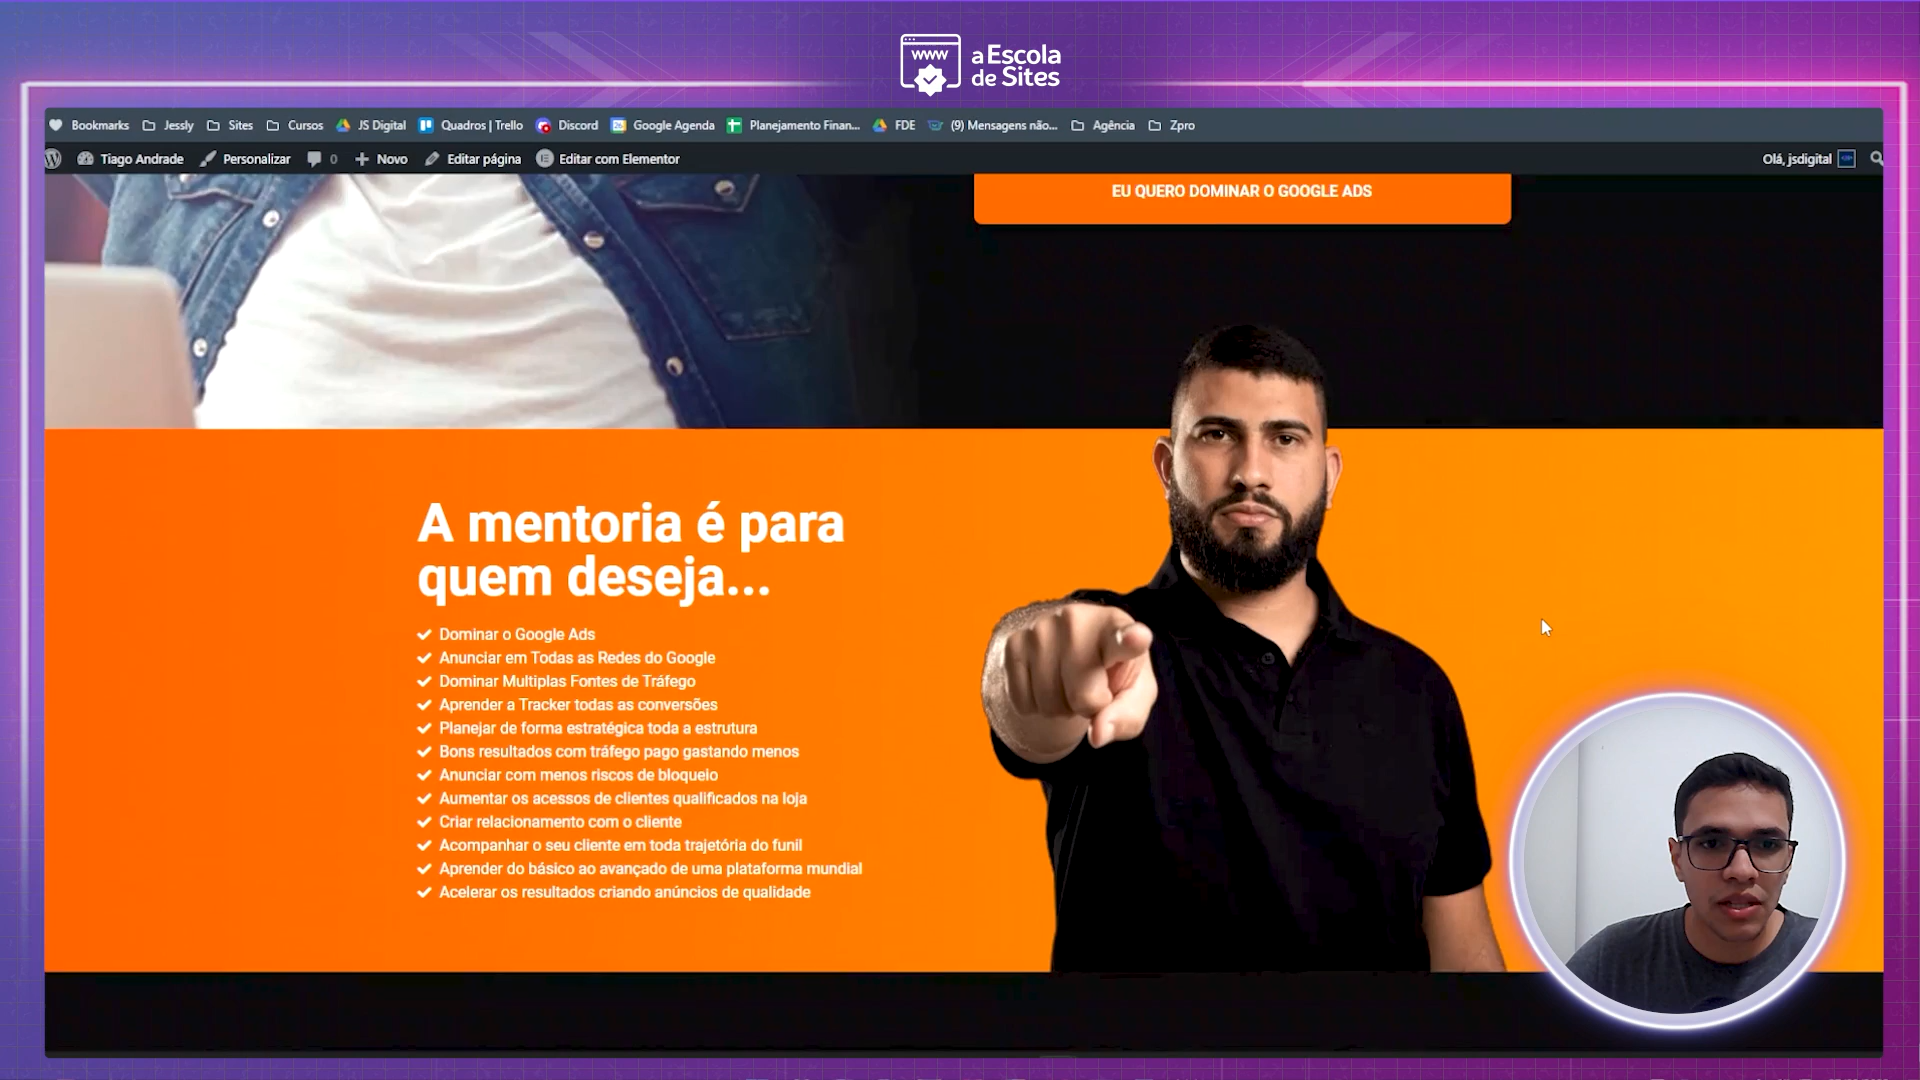 www
a Escola
de Sites
Bookmarks Jessly Sites Cursos JS Digital Quadros | Trello Discord Google Agenda Planejamento Finan... FDE (9) Mensagens não... Agência Zpro
Tiago Andrade Personalizar 0 Novo Editar página Editar com Elementor Olá, jsdigital
EU QUERO DOMINAR O GOOGLE ADS
A mentoria é para
quem deseja...
Dominar o Google Ads
Anunciar em Todas as Redes do Google
Dominar Multiplas Fontes de Tráfego
Aprender a Tracker todas as conversões
Planejar de forma estratégica toda a estrutura
Bons resultados com tráfego pago gastando menos
Anunciar com menos riscos de bloqueio
Aumentar os acessos de clientes qualificados na loja
Criar relacionamento com o cliente
Acompanhar o seu cliente em toda trajetória do funil
Aprender do básico ao avançado de uma plataforma mundial
Acelerar os resultados criando anúncios de qualidade